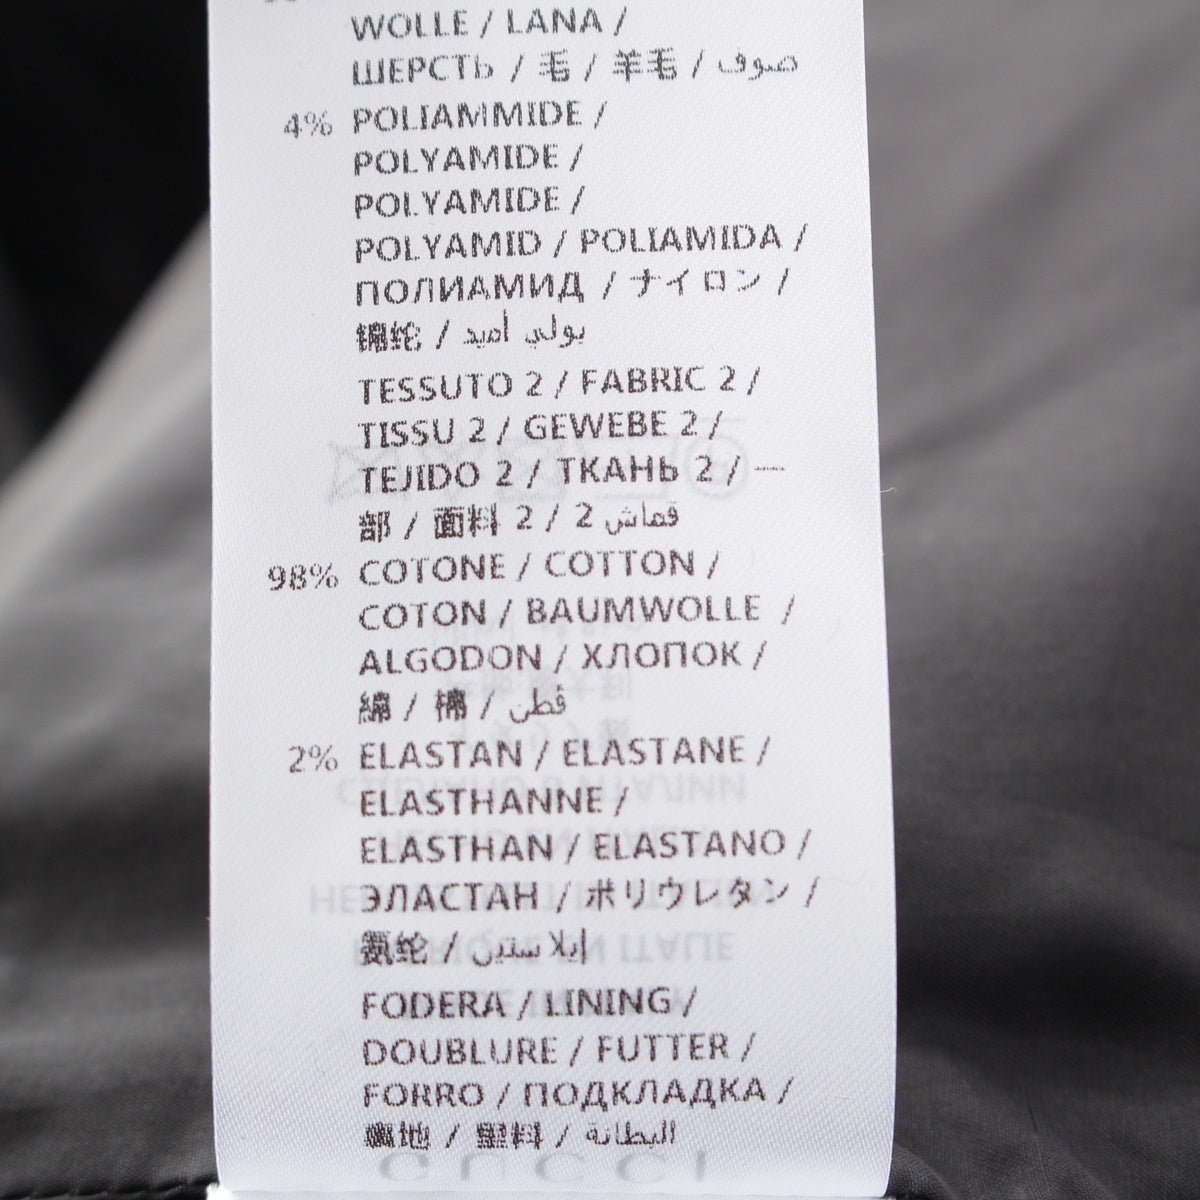 WOLLE / LANA /
ШЕРСТЬ / 毛 / 羊毛 / صوف
4% POLIAMMIDE /
POLYAMIDE /
POLYAMIDE /
POLYAMID / POLIAMIDA /
ПОЛИАМИД / ナイロン /
锦纶 / بولي أميد
TESSUTO 2 / FABRIC 2 /
TISSU 2 / GEWEBE 2 /
TEJIDO 2 / ТКАНЬ 2 / 一
部 / 面料 2 / 2 قماش
98% COTONE / COTTON /
COTON / BAUMWOLLE /
ALGODON / ХЛОПОК /
綿 / 棉 / قطن
2% ELASTAN / ELASTANE /
ELASTHANNE /
ELASTHAN / ELASTANO /
ЭЛАСТАН / ポリウレタン /
氨纶 / إيلاستين
FODERA / LINING /
DOUBLURE / FUTTER /
FORRO / ПОДКЛАДКА /
裏地 / 里料 / البطانة
GUCCI